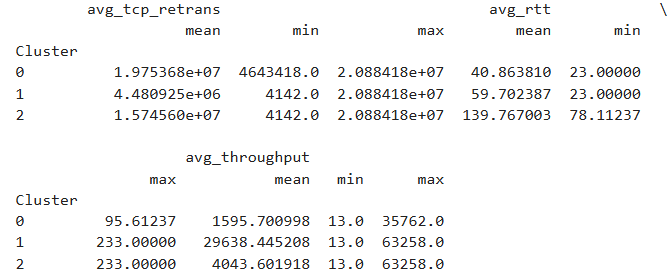 avg_tcp_retrans avg_rtt \
mean min max mean min
Cluster
0 1.975368e+07 4643418.0 2.088418e+07 40.863810 23.00000
1 4.480925e+06 4142.0 2.088418e+07 59.702387 23.00000
2 1.574560e+07 4142.0 2.088418e+07 139.767003 78.11237
avg_throughput
max mean min max
Cluster
0 95.61237 1595.700998 13.0 35762.0
1 233.00000 29638.445208 13.0 63258.0
2 233.00000 4043.601918 13.0 63258.0